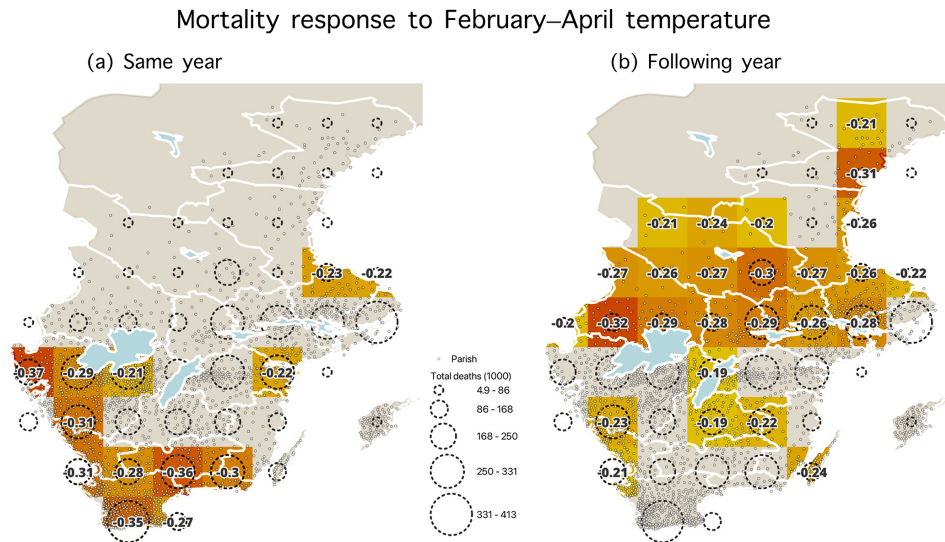 Mortality response to February–April temperature
(a) Same year
(b) Following year
-0.23 -0.22
-0.37 -0.29 -0.21 -0.22
-0.31
-0.31 -0.28 -0.36 -0.3
-0.35 -0.27
Parish
Total deaths (1000)
4.9 - 86
86 - 168
168 - 250
250 - 331
331 - 413
-0.21
-0.31
-0.21 -0.24 -0.2 -0.26
-0.27 -0.26 -0.27 -0.3 -0.27 -0.26 -0.22
-0.2 -0.32 -0.29 -0.28 -0.29 -0.26 -0.28
-0.19
-0.23 -0.19 -0.22
-0.21 -0.24